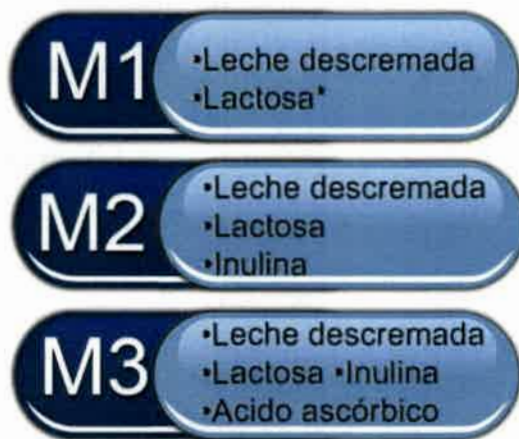 M1
•Leche descremada
•Lactosa*
M2
•Leche descremada
•Lactosa
•Inulina
M3
•Leche descremada
•Lactosa •Inulina
•Acido ascórbico